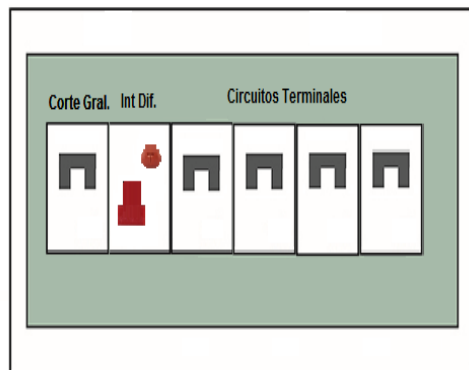 Corte Gral. Int Dif. Circuitos Terminales